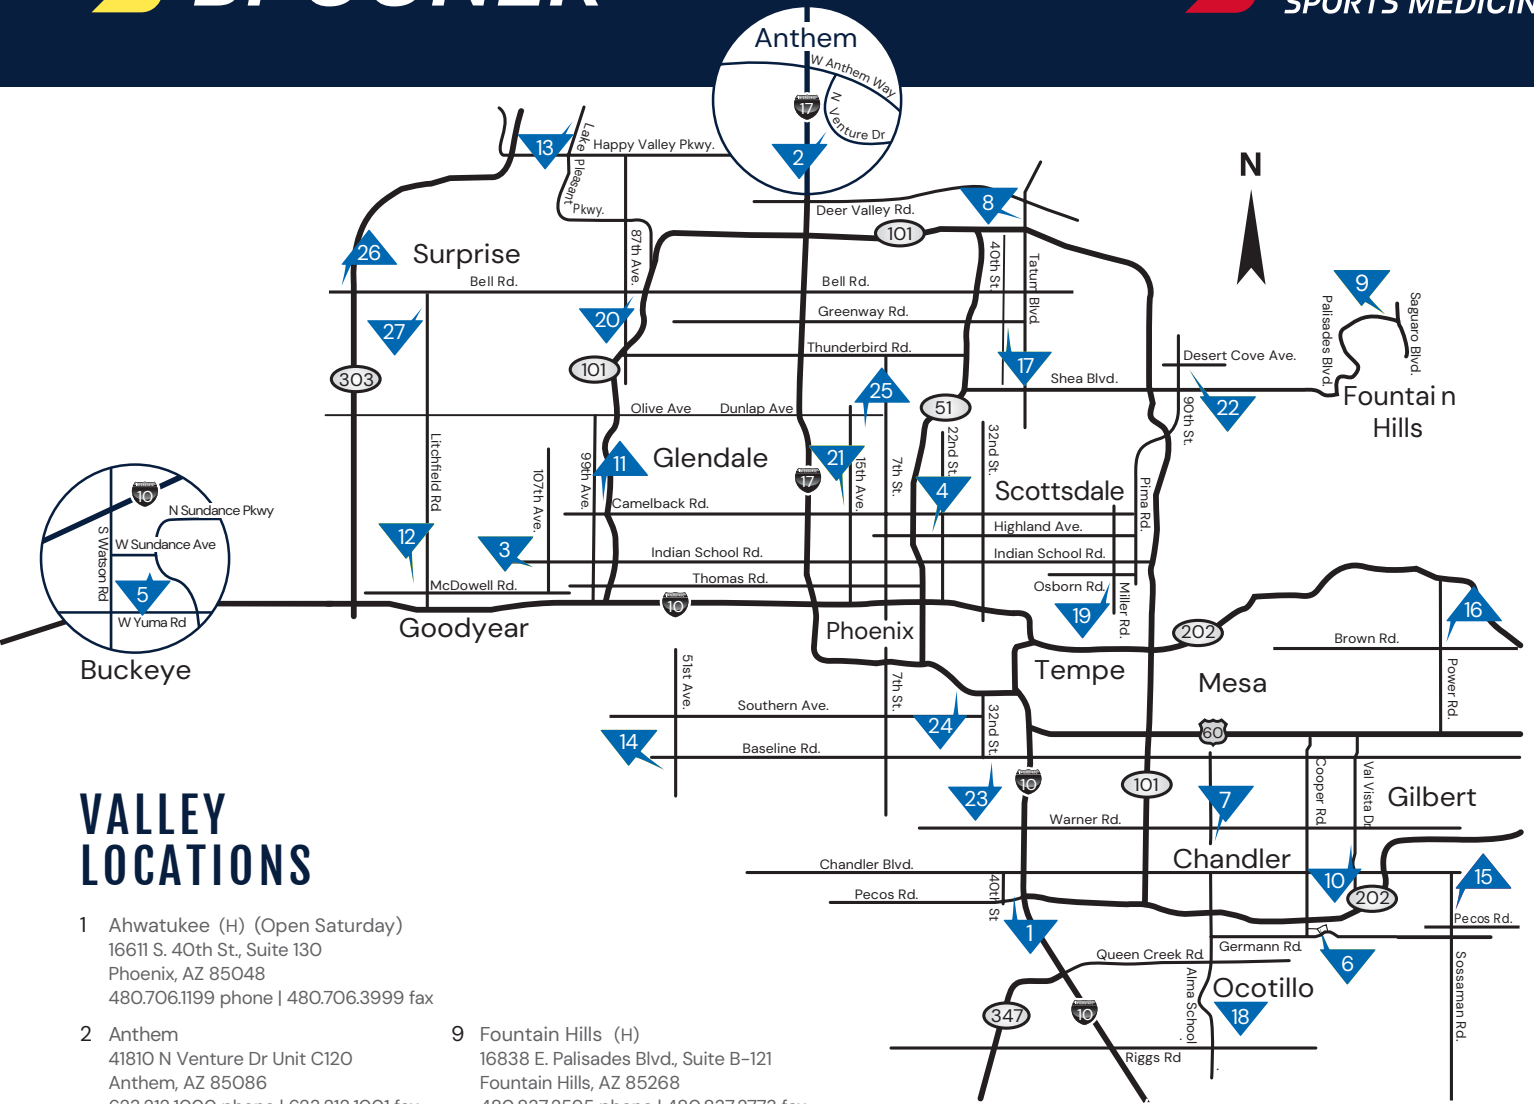 SPOONER
SPORTS MEDICIN
Anthem
W Anthem Way
17
N Venture Dr
2
13
Lake Pleasant Pkwy.
Happy Valley Pkwy.
N
8
Deer Valley Rd.
101
26
Surprise
87th Ave.
40th St.
Tatum Blvd.
Bell Rd.
Bell Rd.
9
Palisades Blvd.
Saguaro Blvd.
27
20
Greenway Rd.
Thunderbird Rd.
17
Desert Cove Ave.
303
101
25
Shea Blvd.
Fountain
Hills
51
22
90th St.
Olive Ave
Dunlap Ave
Litchfield Rd
107th Ave.
99th Ave.
11
Glendale
21
15th Ave.
7th St.
22nd St.
32nd St.
17
4
Scottsdale
Pima Rd.
10
N Sundance Pkwy
Camelback Rd.
Highland Ave.
S Watson Rd
W Sundance Ave
12
3
Indian School Rd.
Indian School Rd.
5
McDowell Rd.
Thomas Rd.
Osborn Rd.
Miller Rd.
W Yuma Rd
10
19
16
Goodyear
Phoenix
202
Brown Rd.
Buckeye
51st Ave.
7th St.
Tempe
Mesa
Power Rd.
Southern Ave.
24
32nd St.
14
Baseline Rd.
60
10
101
23
7
Cooper Rd.
Val Vista Dr.
Gilbert
Warner Rd.
VALLEY
LOCATIONS
Chandler Blvd.
Chandler
Pecos Rd.
40th St
10
202
15
1
Pecos Rd.
Germann Rd.
6
Queen Creek Rd.
Alma School
Ocotillo
18
Sossaman Rd.
347
10
Riggs Rd
1 Ahwatukee (H) (Open Saturday)
16611 S. 40th St., Suite 130
Phoenix, AZ 85048
480.706.1199 phone | 480.706.3999 fax
2 Anthem
41810 N Venture Dr Unit C120
Anthem, AZ 85086
623.212.1000 phone | 623.212.1001 fax
9 Fountain Hills (H)
16838 E. Palisades Blvd., Suite B-121
Fountain Hills, AZ 85268